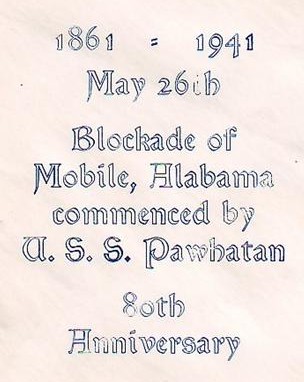 1861 = 1941
May 26th
Blockade of
Mobile, Alabama
commenced by
U. S. S. Pawhatan
80th
Anniversary